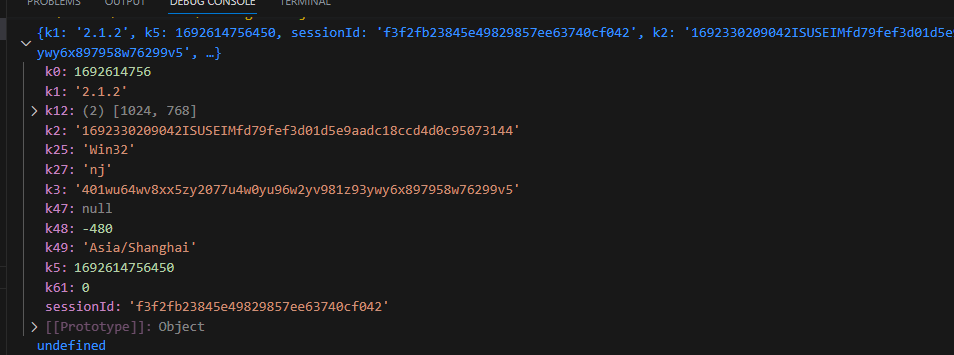 PROBLEMS OUTPUT DEBUG CONSOLE TERMINAL
{k1: '2.1.2', k5: 1692614756450, sessionId: 'f3f2fb23845e49829857ee63740cf042', k2: '1692330209042ISUSEIMfd79fef3d01d5e9
ywy6x897958w76299v5', …}
k0: 1692614756
k1: '2.1.2'
k12: (2) [1024, 768]
k2: '1692330209042ISUSEIMfd79fef3d01d5e9aadc18ccd4d0c95073144'
k25: 'Win32'
k27: 'nj'
k3: '401wu64wv8xx5zy2077u4w0yu96w2yv981z93ywy6x897958w76299v5'
k47: null
k48: -480
k49: 'Asia/Shanghai'
k5: 1692614756450
k61: 0
sessionId: 'f3f2fb23845e49829857ee63740cf042'
[[Prototype]]: Object
undefined